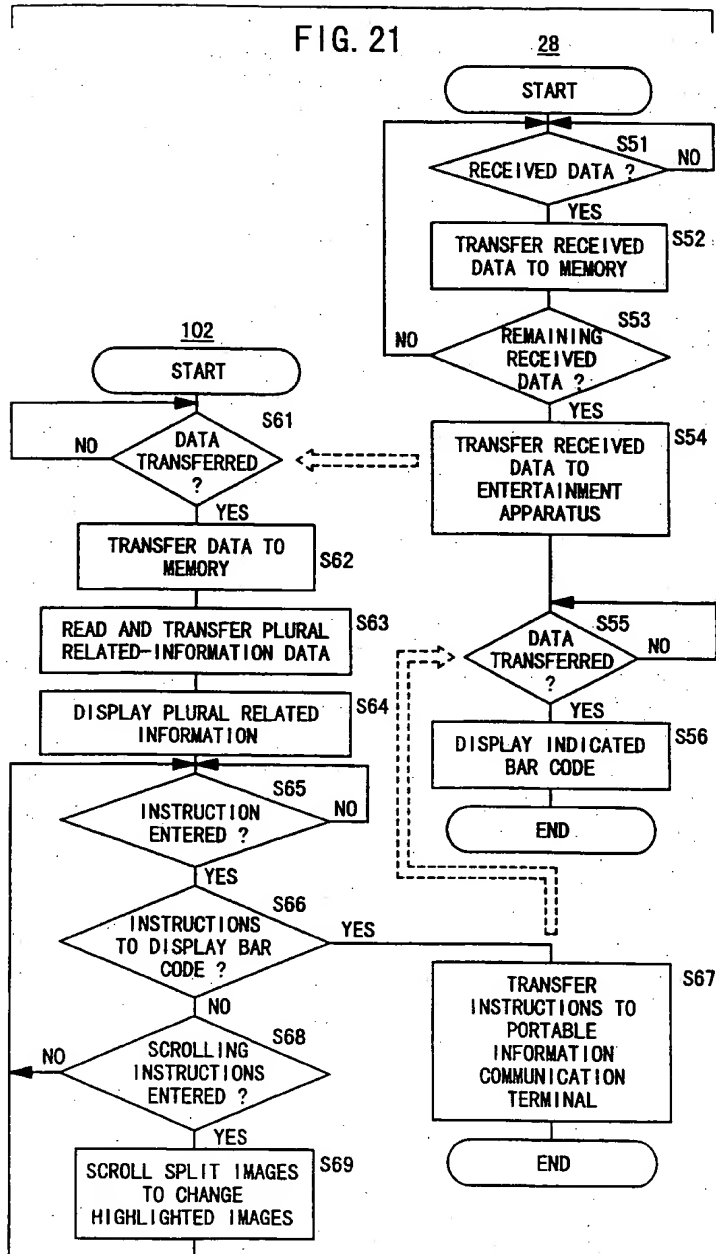 FIG. 21
28
START
S51
RECEIVED DATA ?
NO
YES
S52
TRANSFER RECEIVED
DATA TO MEMORY
S53
NO
REMAINING
RECEIVED
DATA ?
YES
S54
TRANSFER RECEIVED
DATA TO
ENTERTAINMENT
APPARATUS
S55
DATA
TRANSFERRED
?
NO
YES
S56
DISPLAY INDICATED
BAR CODE
END
102
START
S61
NO
DATA
TRANSFERRED
?
YES
TRANSFER DATA TO
MEMORY
S62
READ AND TRANSFER PLURAL
RELATED-INFORMATION DATA
S63
DISPLAY PLURAL RELATED
INFORMATION
S64
S65
INSTRUCTION
ENTERED ?
NO
YES
S66
INSTRUCTIONS
TO DISPLAY BAR
CODE ?
YES
NO
S67
TRANSFER
INSTRUCTIONS TO
PORTABLE
INFORMATION
COMMUNICATION
TERMINAL
END
S68
NO
SCROLLING
INSTRUCTIONS
ENTERED ?
YES
S69
SCROLL SPLIT IMAGES
TO CHANGE
HIGHLIGHTED IMAGES